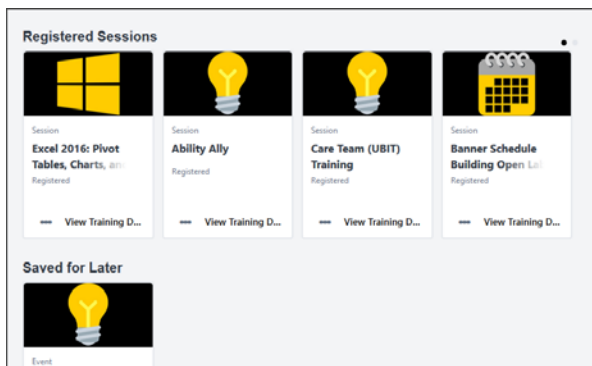 Registered Sessions
Session
Excel 2016: Pivot
Tables, Charts, and
Registered
View Training D...
Session
Ability Ally
Registered
View Training D...
Session
Care Team (UBIT)
Training
Registered
View Training D...
Session
Banner Schedule
Building Open La
Registered
View Training D...
Saved for Later
Event